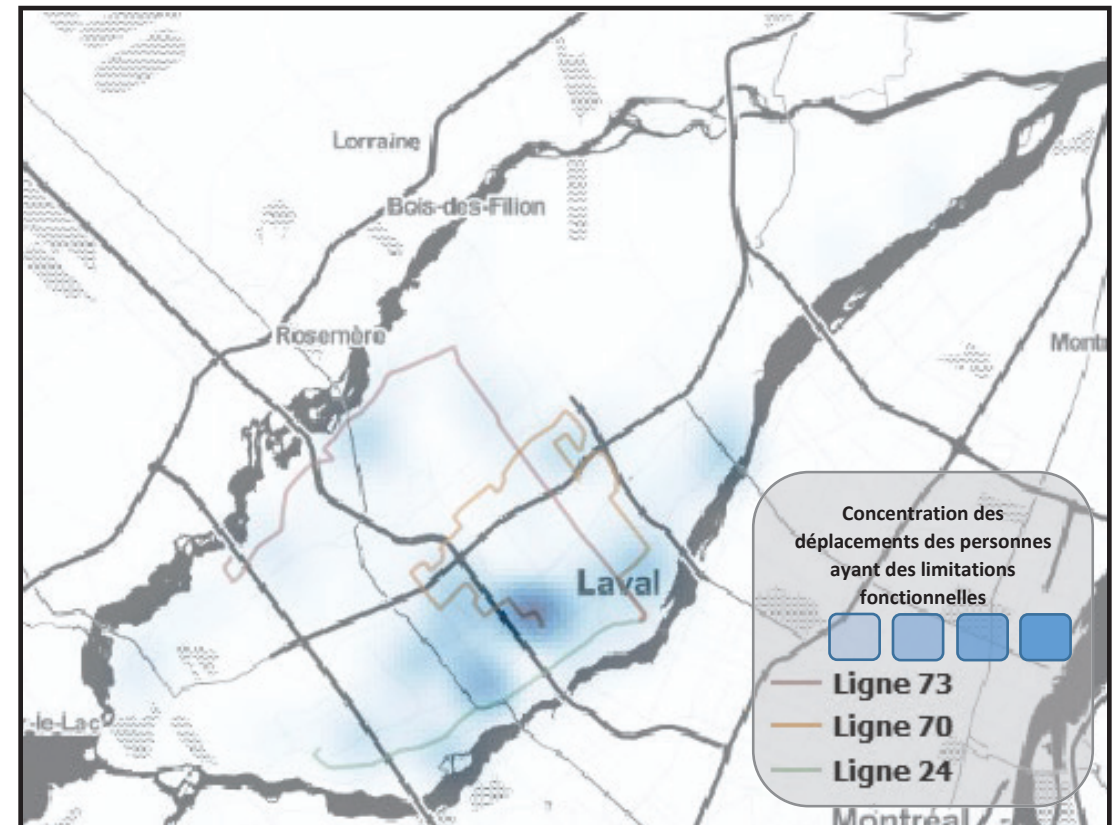 Lorraine
Bois-des-Filion
Rosemère
Mont
Laval
-le-Lac
Concentration des
déplacements des personnes
ayant des limitations
fonctionnelles
Ligne 73
Ligne 70
Ligne 24
Montréal / -